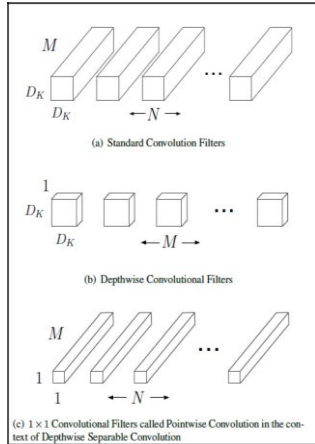 M
D_K
D_K
← N →
...
(a) Standard Convolution Filters
1
D_K
D_K
← M →
...
(b) Depthwise Convolutional Filters
M
1
1
← N →
...
(c) 1 × 1 Convolutional Filters called Pointwise Convolution in the con-
text of Depthwise Separable Convolution